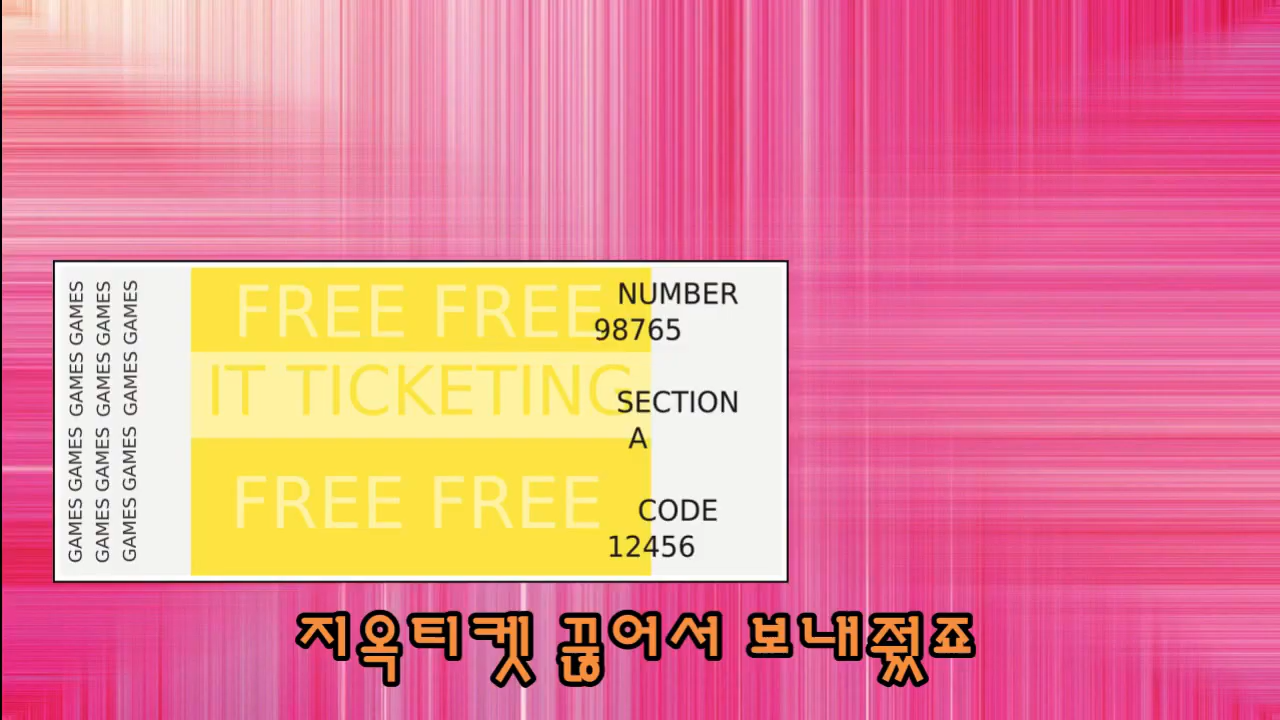 GAMES GAMES GAMES GAMES
GAMES GAMES GAMES GAMES
GAMES GAMES GAMES GAMES
FREE FREE
IT TICKETING
FREE FREE
NUMBER
98765
SECTION
A
CODE
12456
지옥티켓 끊어서 보내줬죠